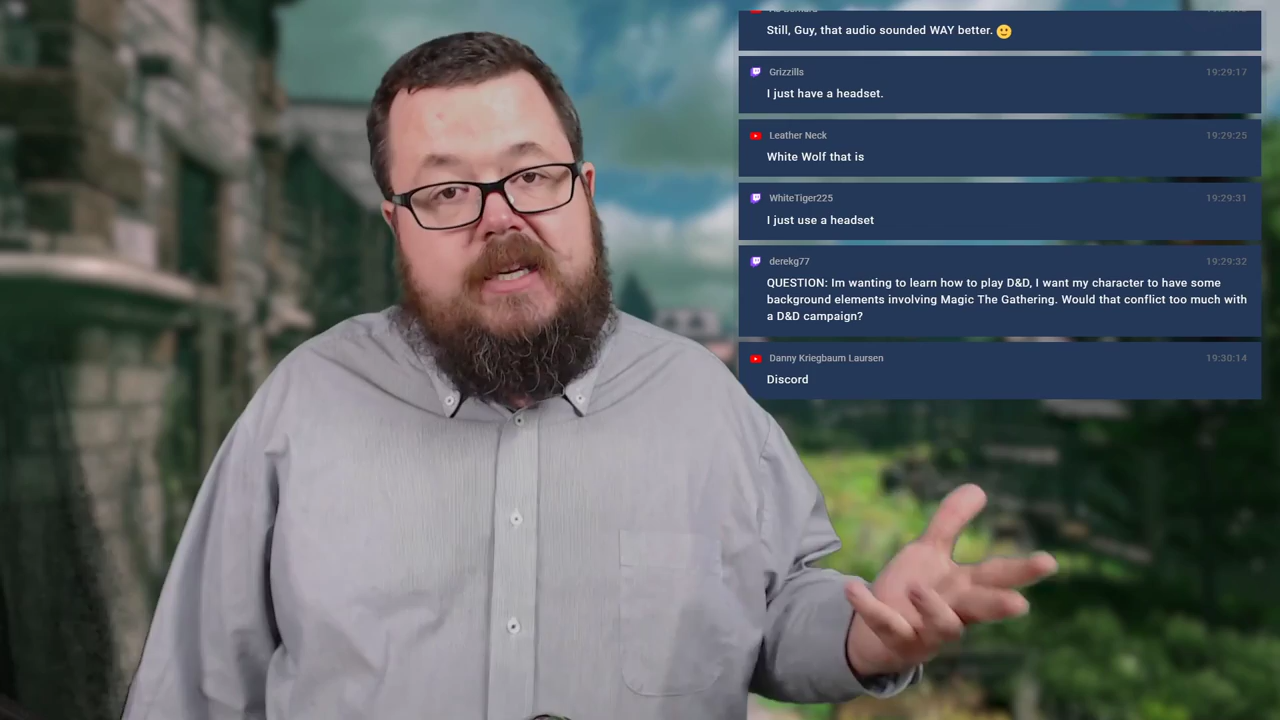 Still, Guy, that audio sounded WAY better. 🙂
Grizzills 19:29:17
I just have a headset.
Leather Neck 19:29:25
White Wolf that is
WhiteTiger225 19:29:31
I just use a headset
derekg77 19:29:32
QUESTION: Im wanting to learn how to play D&D, I want my character to have some
background elements involving Magic The Gathering. Would that conflict too much with
a D&D campaign?
Danny Kriegbaum Laursen 19:30:14
Discord